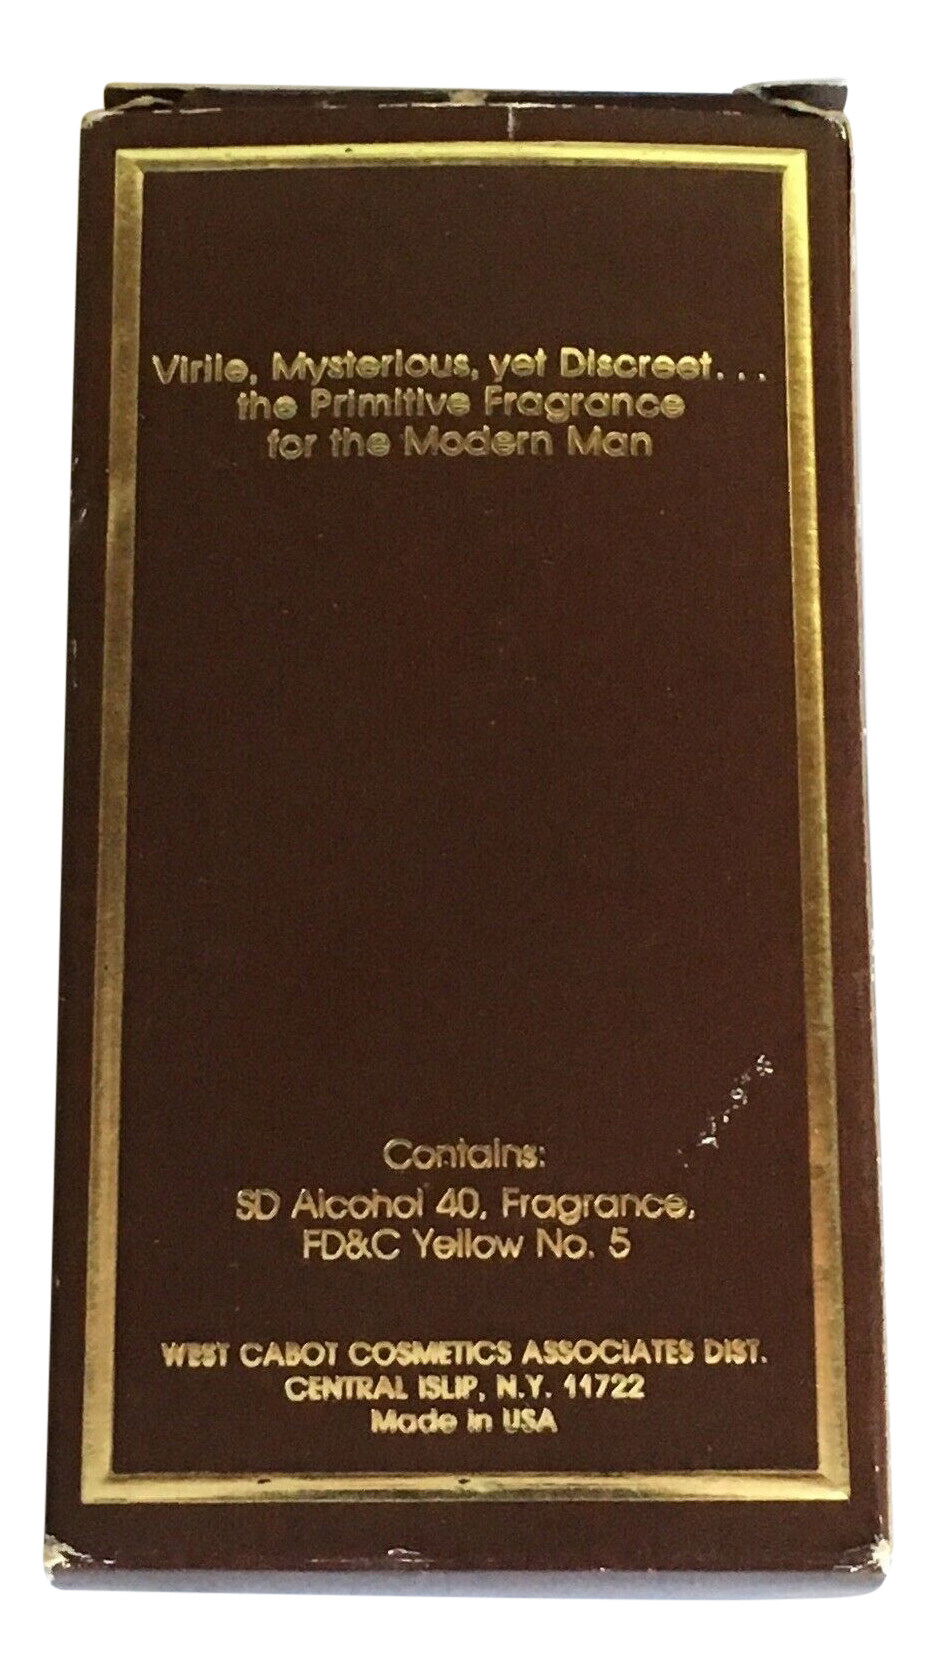 Virile, Mysterious, yet Discreet...
the Primitive Fragrance
for the Modern Man
Contains:
SD Alcohol 40, Fragrance,
FD&C Yellow No. 5
WEST CABOT COSMETICS ASSOCIATES DIST.
CENTRAL ISLIP, N.Y. 11722
Made in USA